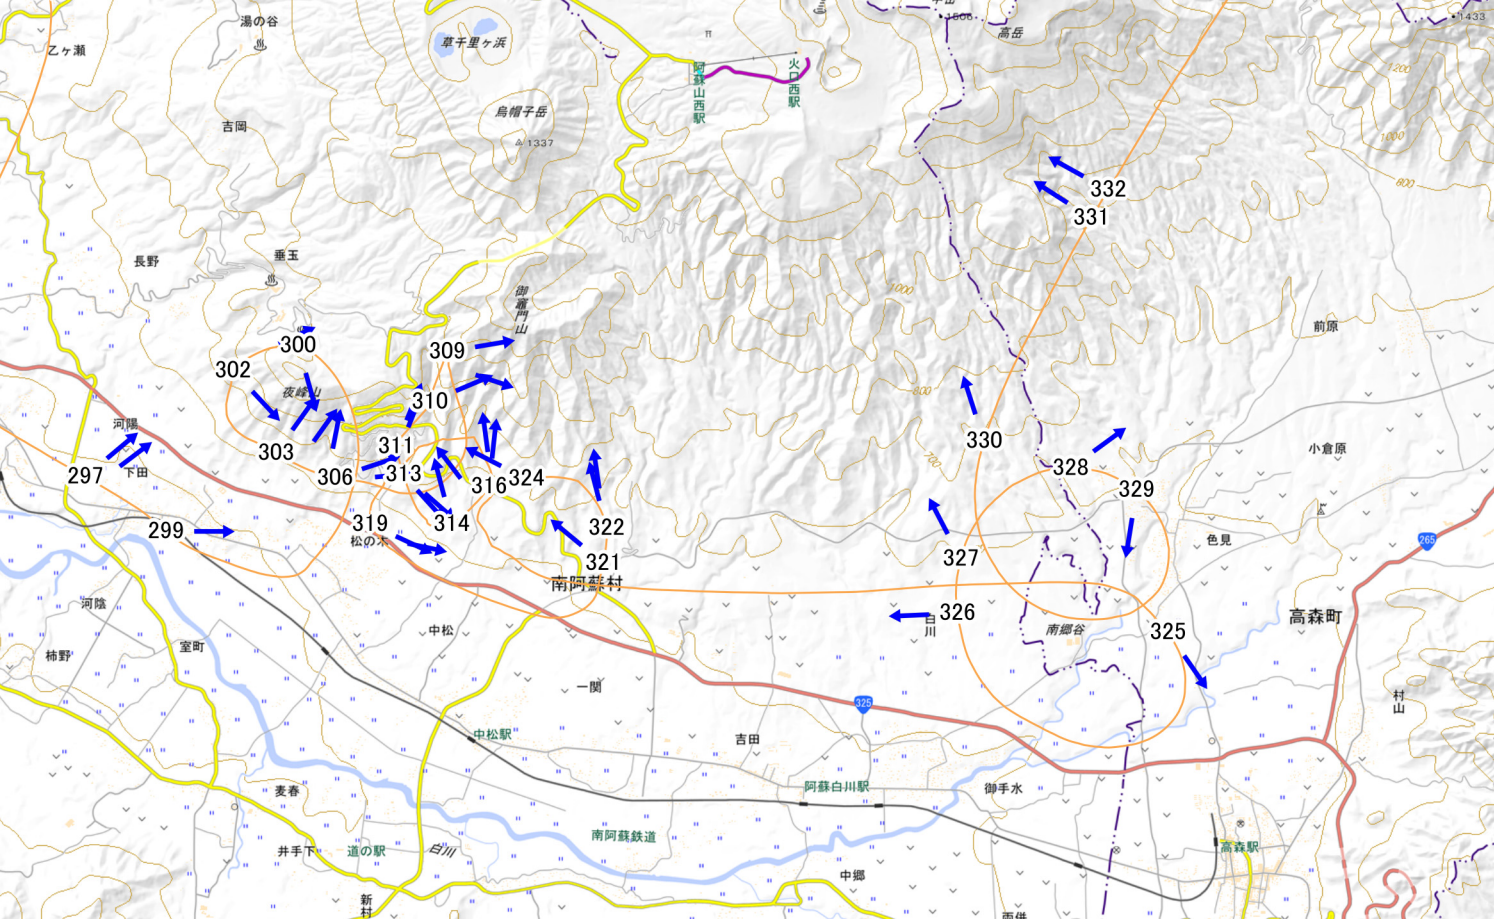 湯の谷
乙ヶ瀬
草千里ヶ浜
1506
高岳
1433
阿蘇山西駅
火口西駅
1200
烏帽子岳
1337
吉岡
1000
800
332
331
長野
垂玉
御竈門山
1000
前原
300
309
302
夜峰山
310
800
河陽
311
303
330
小倉原
下田
297
306
313
316
324
700
328
329
299
319
松の木
314
322
色見
265
321
327
南阿蘇村
河陰
326
白川
南郷谷
325
高森町
中松
室町
柿野
一関
村山
325
中松駅
吉田
麦春
阿蘇白川駅
御手水
南阿蘇鉄道
井手下
道の駅
白川
高森駅
中郷
新村
両併